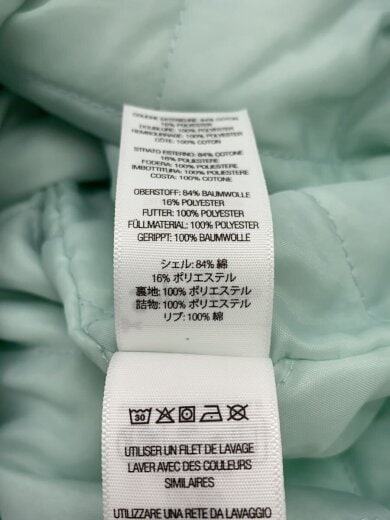 COUCHE EXTÉRIEURE: 84% COTON
16% POLYESTER
DOUBLURE: 100% POLYESTER
REMBOURRAGE: 100% POLYESTER
CÔTE: 100% COTON
STRATO ESTERNO: 84% COTONE
16% POLIESTERE
FODERA: 100% POLIESTERE
IMBOTTITURA: 100% POLIESTERE
COSTA: 100% COTONE
OBERSTOFF: 84% BAUMWOLLE
16% POLYESTER
FUTTER: 100% POLYESTER
FÜLLMATERIAL: 100% POLYESTER
GERIPPT: 100% BAUMWOLLE
シェル: 84% 綿
16% ポリエステル
裏地: 100% ポリエステル
詰物: 100% ポリエステル
リブ: 100% 綿
30
UTILISER UN FILET DE LAVAGE
LAVER AVEC DES COULEURS
SIMILAIRES
UTILIZZARE UNA RETE DA LAVAGGIO